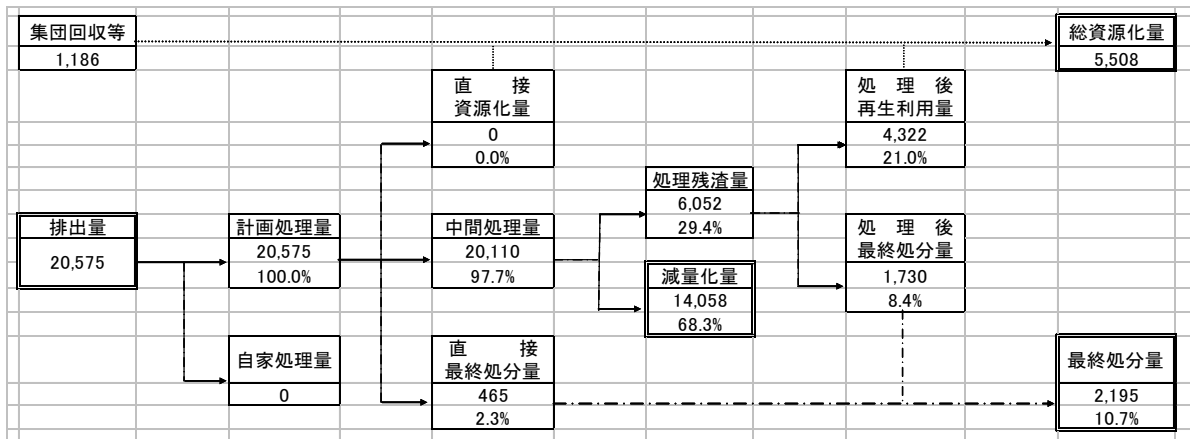 集団回収等
1,186
総資源化量
5,508
直　接
資源化量
0
0.0%
処　理　後
再生利用量
4,322
21.0%
処理残渣量
6,052
29.4%
排出量
20,575
計画処理量
20,575
100.0%
中間処理量
20,110
97.7%
処　理　後
最終処分量
1,730
8.4%
減量化量
14,058
68.3%
自家処理量
0
直　接
最終処分量
465
2.3%
最終処分量
2,195
10.7%